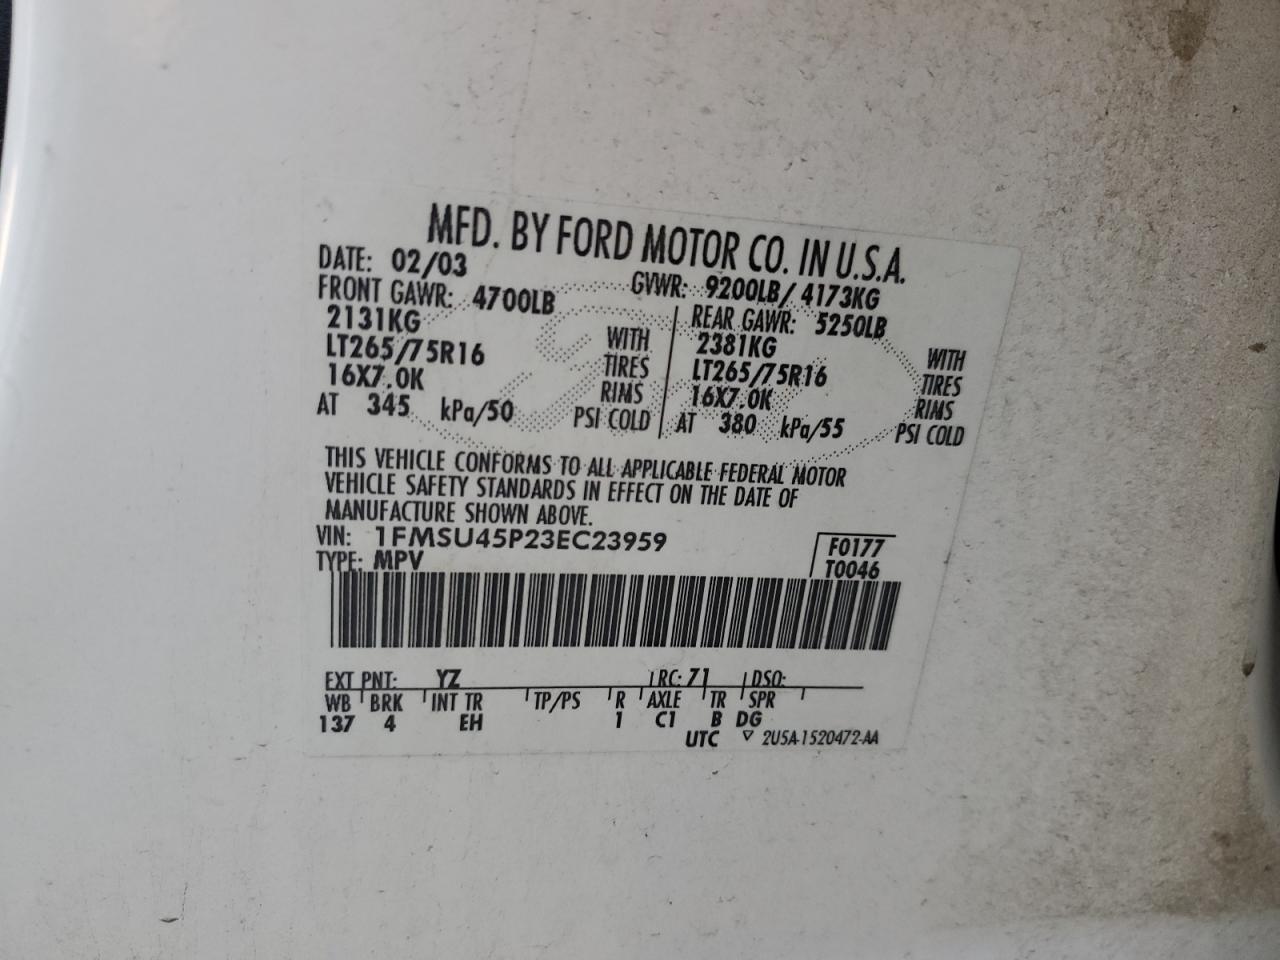 MFD. BY FORD MOTOR CO. IN U.S.A.
DATE: 02/03 GVWR: 9200LB/ 4173KG
FRONT GAWR: 4700LB REAR GAWR: 5250LB
2131KG WITH 2381KG WITH
LT265/75R16 TIRES LT265/75R16 TIRES
16X7.0K RIMS 16X7.0K RIMS
AT 345 kPa/50 PSI COLD AT 380 kPa/55 PSI COLD
THIS VEHICLE CONFORMS TO ALL APPLICABLE FEDERAL MOTOR
VEHICLE SAFETY STANDARDS IN EFFECT ON THE DATE OF
MANUFACTURE SHOWN ABOVE.
VIN: 1FMSU45P23EC23959 F0177
TYPE: MPV T0046
EXT PNT: YZ RC: 71 DSO:
WB BRK INT TR TP/PS R AXLE TR SPR
137 4 EH 1 C1 B DG
UTC ▽ 2U5A-1520472-AA